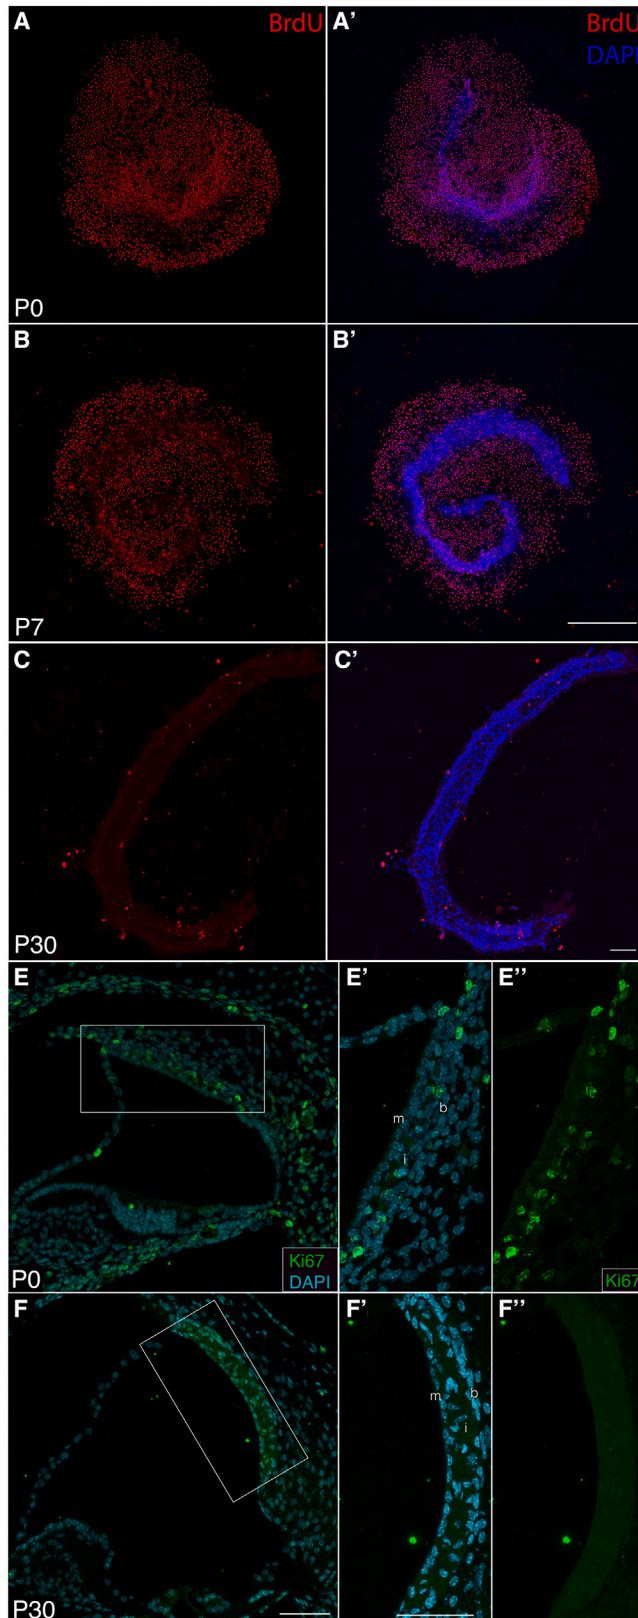 A BrdU A' BrdU
DAPI
P0
B B'
P7
C C'
P30
E E' E''
m b
i
Ki67
DAPI
P0 Ki67
F F' F''
m b
i
P30